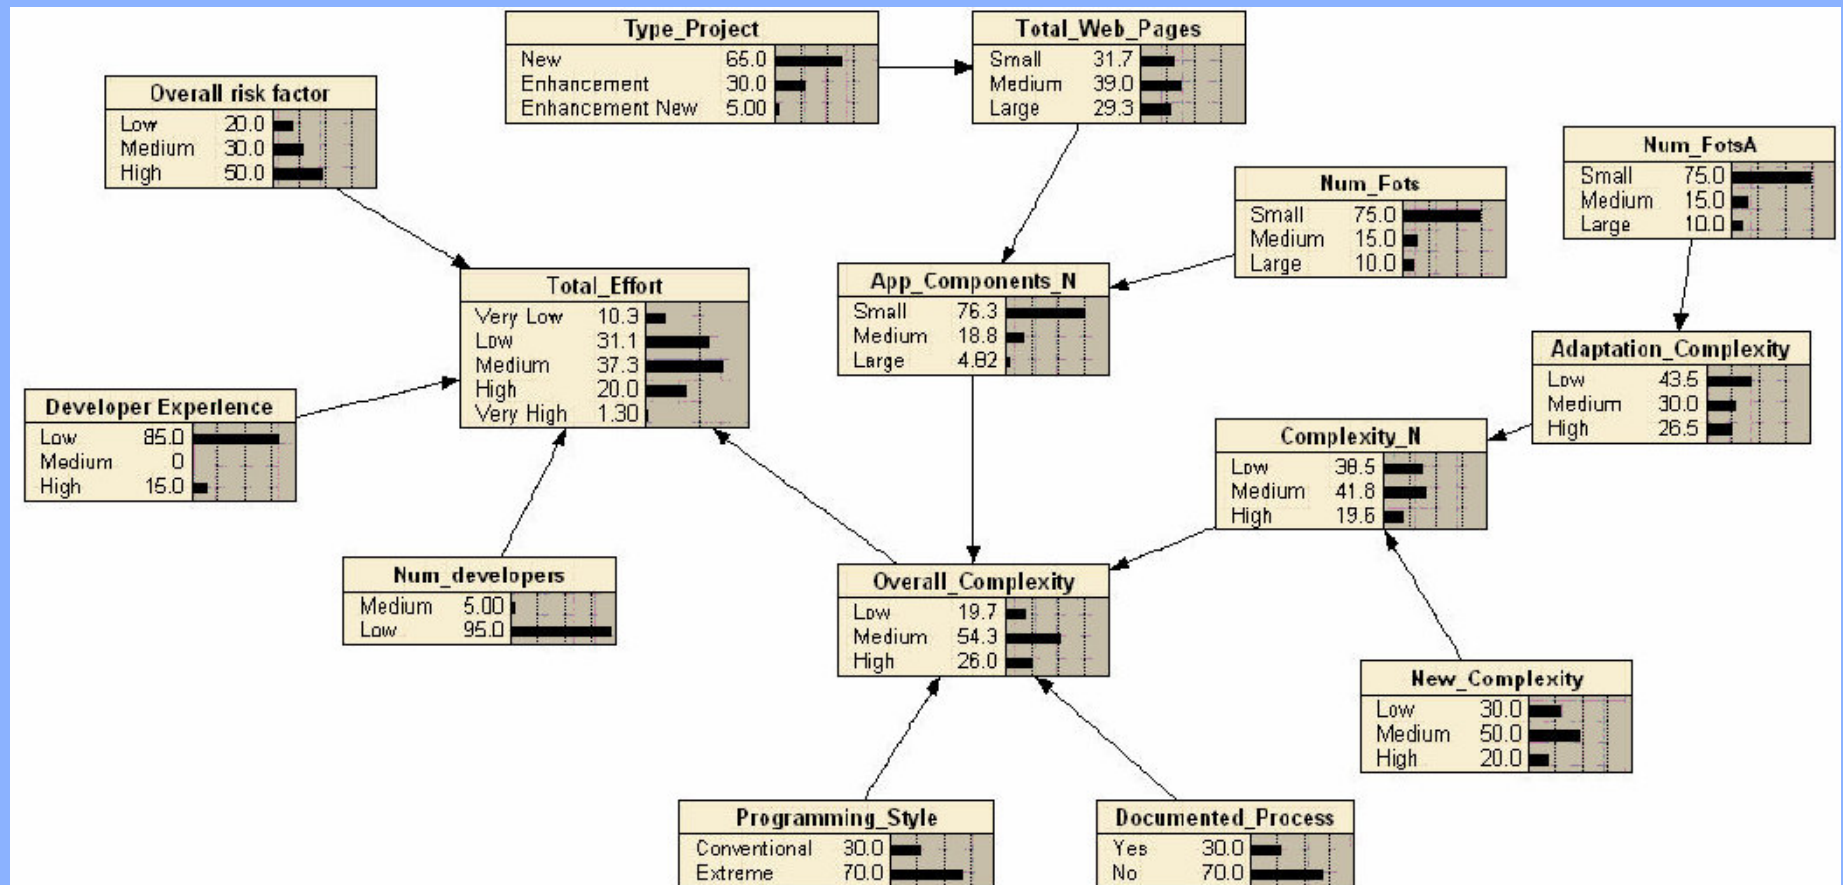 Type_Project
New 65.0
Enhancement 30.0
Enhancement New 5.00
Total_Web_Pages
Small 31.7
Medium 39.0
Large 29.3
Overall risk factor
Low 20.0
Medium 30.0
High 50.0
Num_FotsA
Small 75.0
Medium 15.0
Large 10.0
Num_Fots
Small 75.0
Medium 15.0
Large 10.0
Total_Effort
Very Low 10.3
Low 31.1
Medium 37.3
High 20.0
Very High 1.30
App_Components_N
Small 76.3
Medium 18.8
Large 4.82
Adaptation_Complexity
Low 43.5
Medium 30.0
High 26.5
Developer Experience
Low 85.0
Medium 0
High 15.0
Complexity_N
Low 38.5
Medium 41.8
High 19.6
Num_developers
Medium 5.00
Low 95.0
Overall_Complexity
Low 19.7
Medium 54.3
High 26.0
New_Complexity
Low 30.0
Medium 50.0
High 20.0
Programming_Style
Conventional 30.0
Extreme 70.0
Documented_Process
Yes 30.0
No 70.0